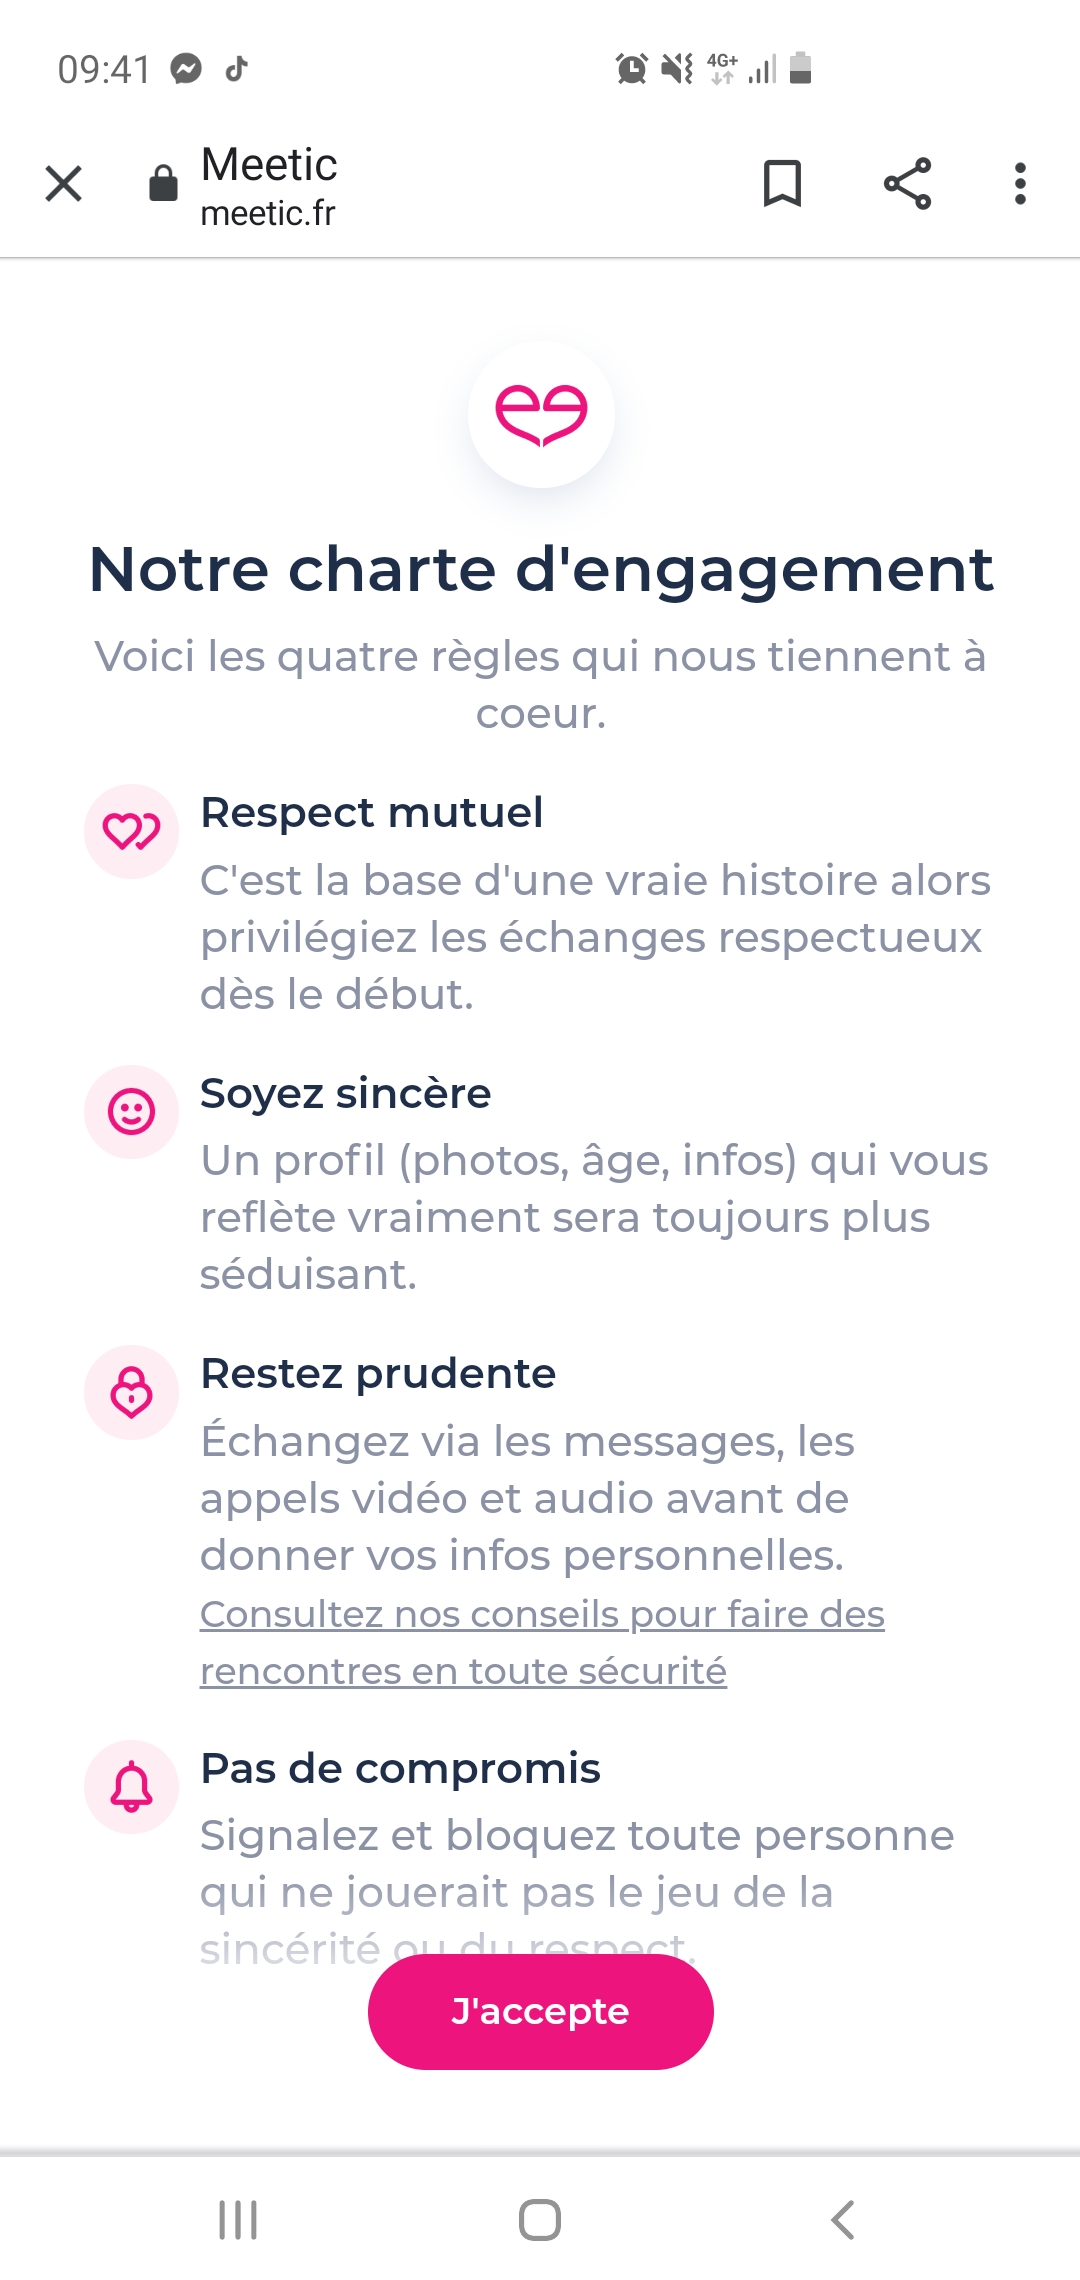 09:41
4G+
Meetic
meetic.fr
Notre charte d'engagement
Voici les quatre règles qui nous tiennent à
coeur.
Respect mutuel
C'est la base d'une vraie histoire alors
privilégiez les échanges respectueux
dès le début.
Soyez sincère
Un profil (photos, âge, infos) qui vous
reflète vraiment sera toujours plus
séduisant.
Restez prudente
Échangez via les messages, les
appels vidéo et audio avant de
donner vos infos personnelles.
Consultez nos conseils pour faire des
rencontres en toute sécurité
Pas de compromis
Signalez et bloquez toute personne
qui ne jouerait pas le jeu de la
sincérité ou du respect.
J'accepte